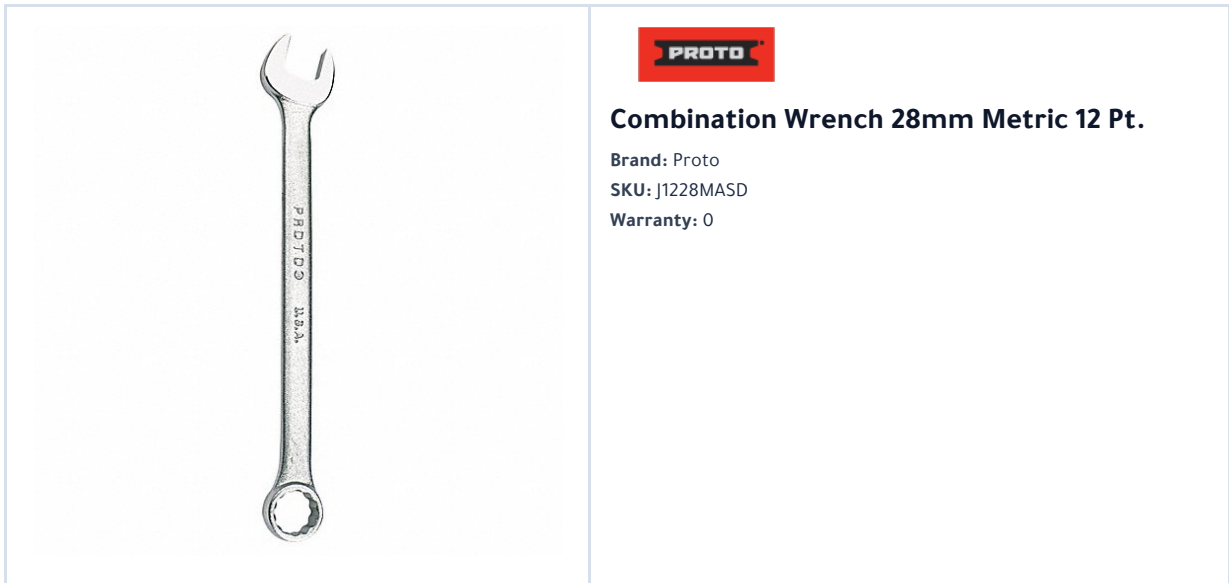 PROTO
U.S.A.
PROTO
Combination Wrench 28mm Metric 12 Pt.
Brand: Proto
SKU: J1228MASD
Warranty: 0